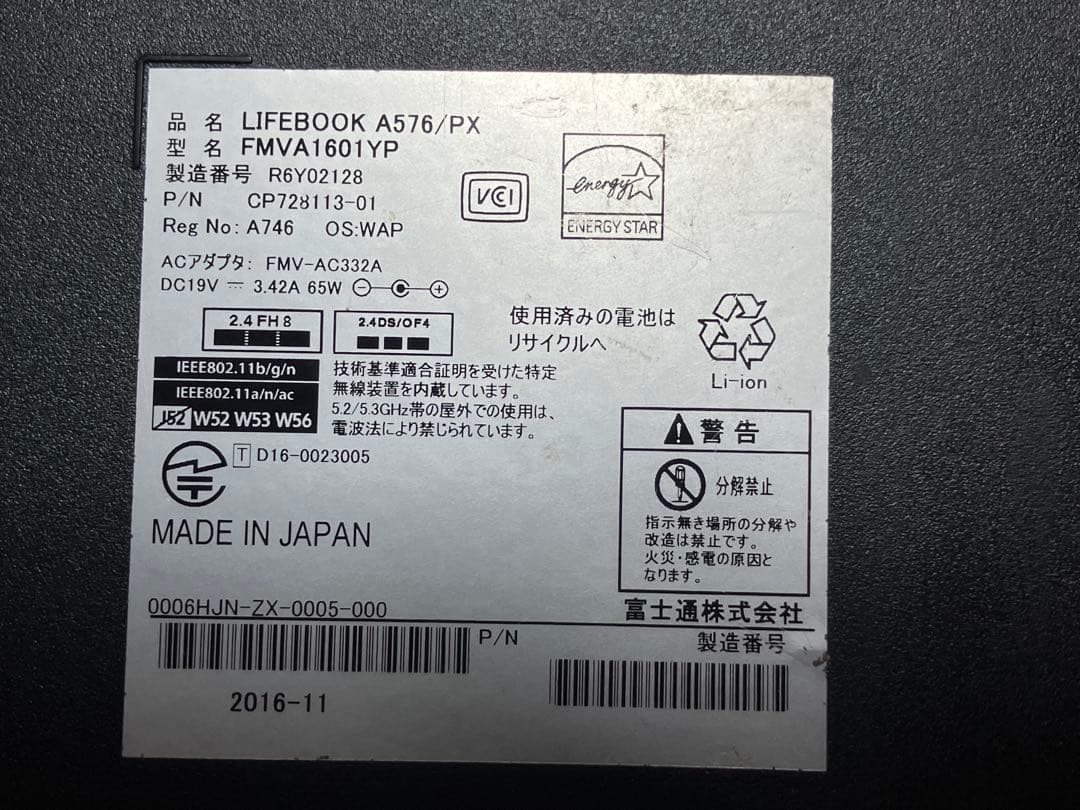 品名 LIFEBOOK A576/PX
型名 FMVA1601YP
製造番号 R6Y02128
P/N CP728113-01
Reg No: A746 OS:WAP
VCI
energy
ENERGY STAR
ACアダプタ: FMV-AC332A
DC19V 3.42A 65W
2.4FH8
2.4DS/OF4
使用済みの電池は
リサイクルへ
Li-ion
IEEE802.11b/g/n
IEEE802.11a/n/ac
J52 W52 W53 W56
技術基準適合証明を受けた特定
無線装置を内蔵しています。
5.2/5.3GHz帯の屋外での使用は、
電波法により禁じられています。
T D16-0023005
警告
分解禁止
指示無き場所の分解や
改造は禁止です。
火災・感電の原因と
なります。
MADE IN JAPAN
0006HJN-ZX-0005-000
富士通株式会社
P/N
製造番号
2016-11